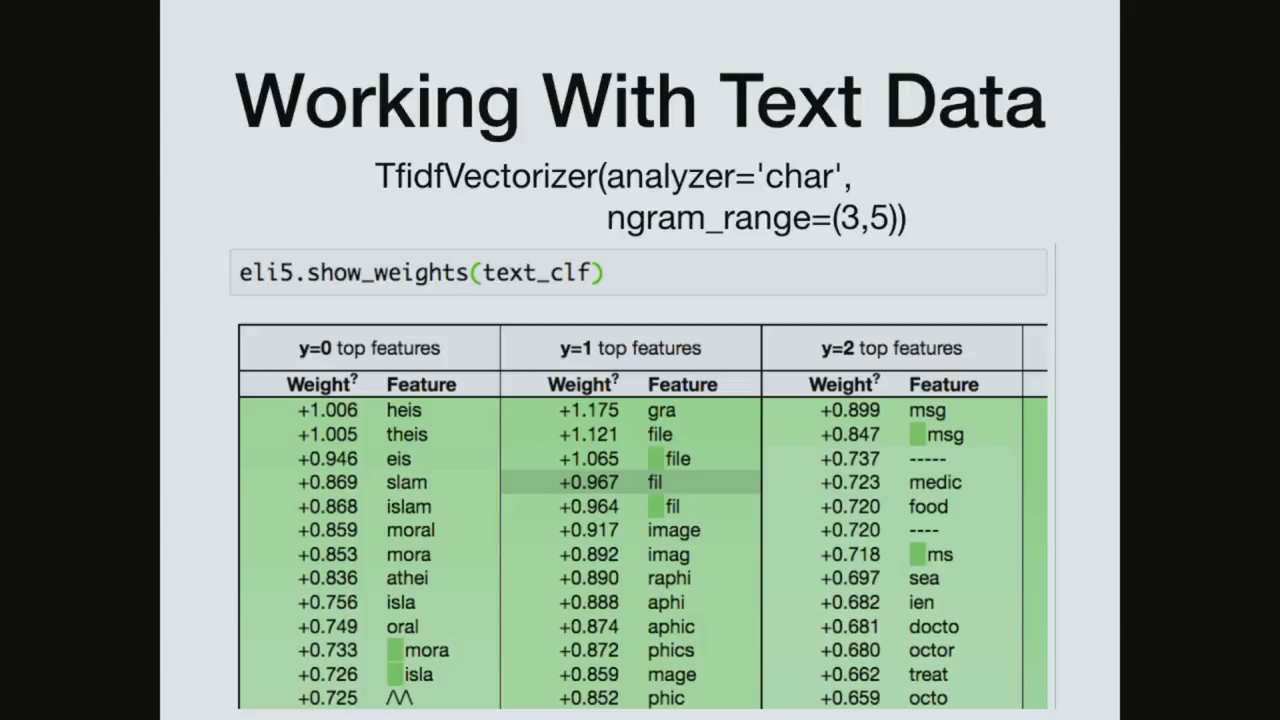 Working With Text Data
TfidfVectorizer(analyzer='char',
ngram_range=(3,5))
eli5.show_weights(text_clf)
y=0 top features y=1 top features y=2 top features
Weight? Feature Weight? Feature Weight? Feature
+1.006 heis +1.175 gra +0.899 msg
+1.005 theis +1.121 file +0.847 msg
+0.946 eis +1.065 file +0.737 -----
+0.869 slam +0.967 fil +0.723 medic
+0.868 islam +0.964 fil +0.720 food
+0.859 moral +0.917 image +0.720 ----
+0.853 mora +0.892 imag +0.718 ms
+0.836 athei +0.890 raphi +0.697 sea
+0.756 isla +0.888 aphi +0.682 ien
+0.749 oral +0.874 aphic +0.681 docto
+0.733 mora +0.872 phics +0.680 octor
+0.726 isla +0.859 mage +0.662 treat
+0.725 /\/\ +0.852 phic +0.659 octo